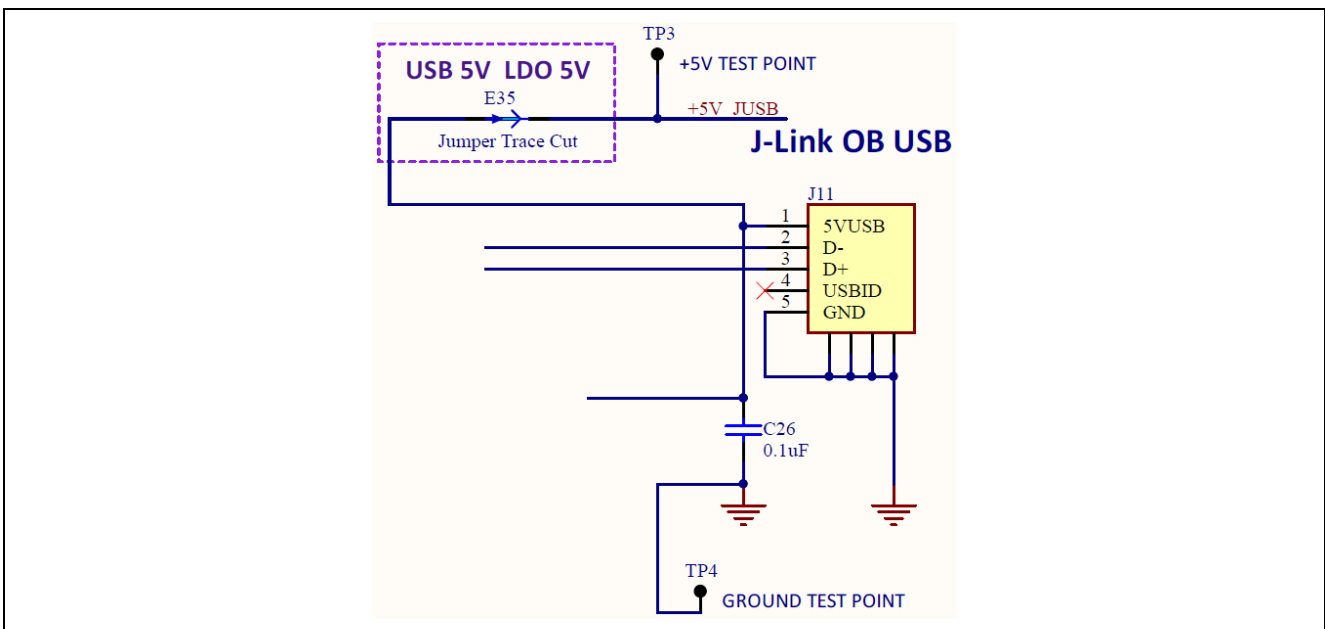 TP3
+5V TEST POINT
USB 5V LDO 5V
E35
Jumper Trace Cut
+5V JUSB
J-Link OB USB
J11
1 5VUSB
2 D-
3 D+
4 USBID
5 GND
C26
0.1uF
TP4
GROUND TEST POINT